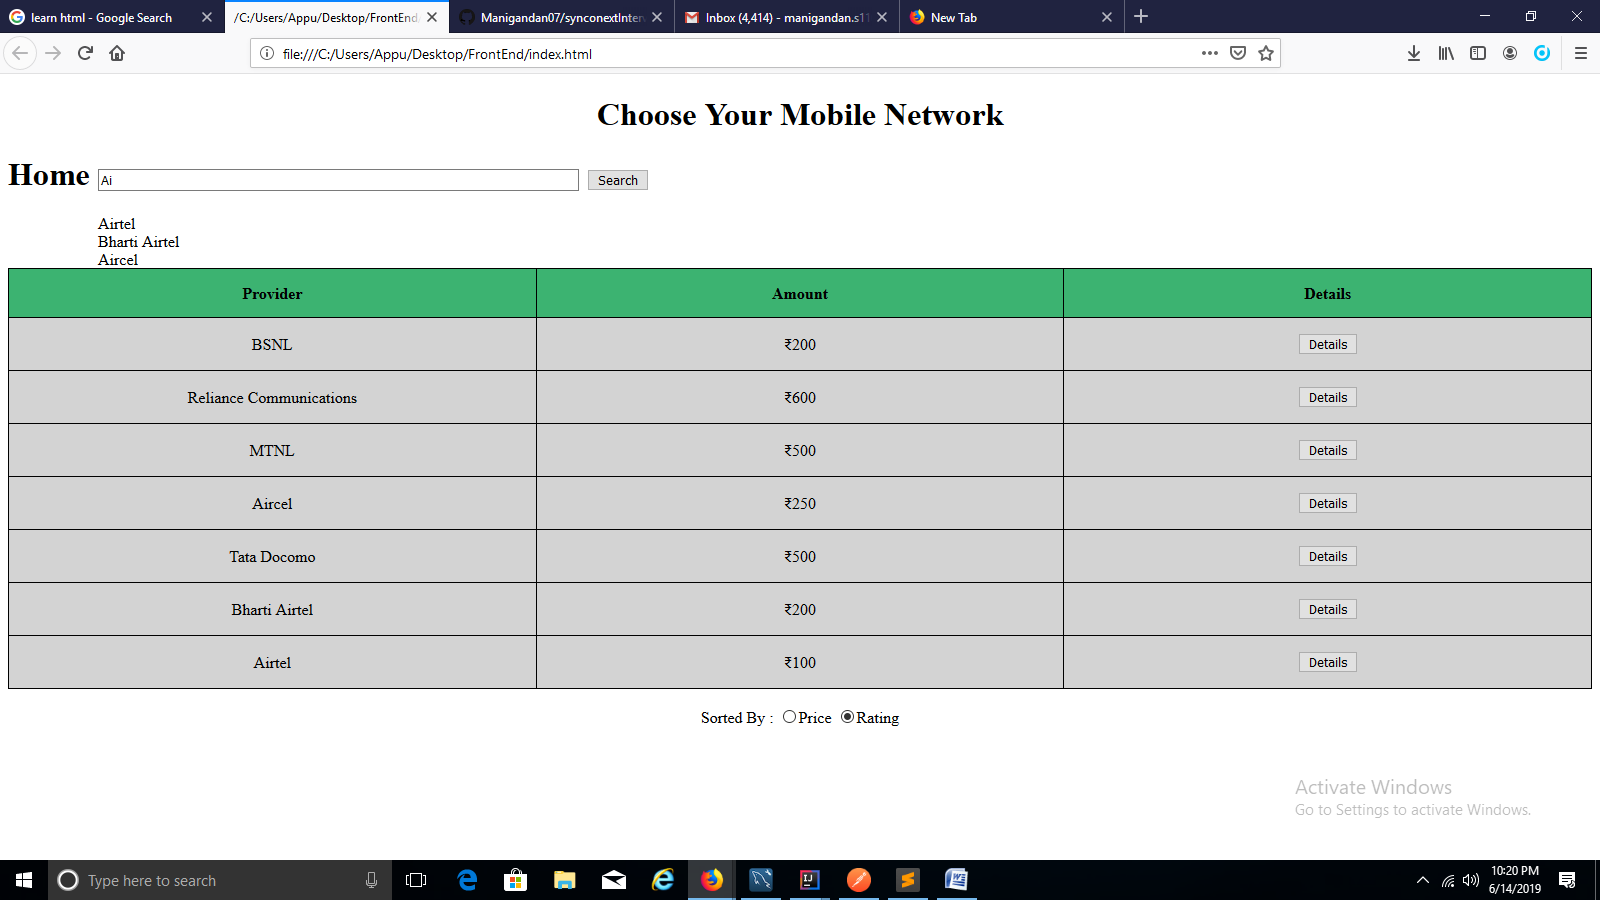 learn html - Google Search
/C:/Users/Appu/Desktop/FrontEnd/
Manigandan07/synconextInter
Inbox (4,414) - manigandan.s11
New Tab
file:///C:/Users/Appu/Desktop/FrontEnd/index.html
Choose Your Mobile Network
Home Ai Search
Airtel
Bharti Airtel
Aircel
Provider Amount Details
BSNL ₹200 Details
Reliance Communications ₹600 Details
MTNL ₹500 Details
Aircel ₹250 Details
Tata Docomo ₹500 Details
Bharti Airtel ₹200 Details
Airtel ₹100 Details
Sorted By : Price Rating
Activate Windows
Go to Settings to activate Windows.
Type here to search
10:20 PM
6/14/2019